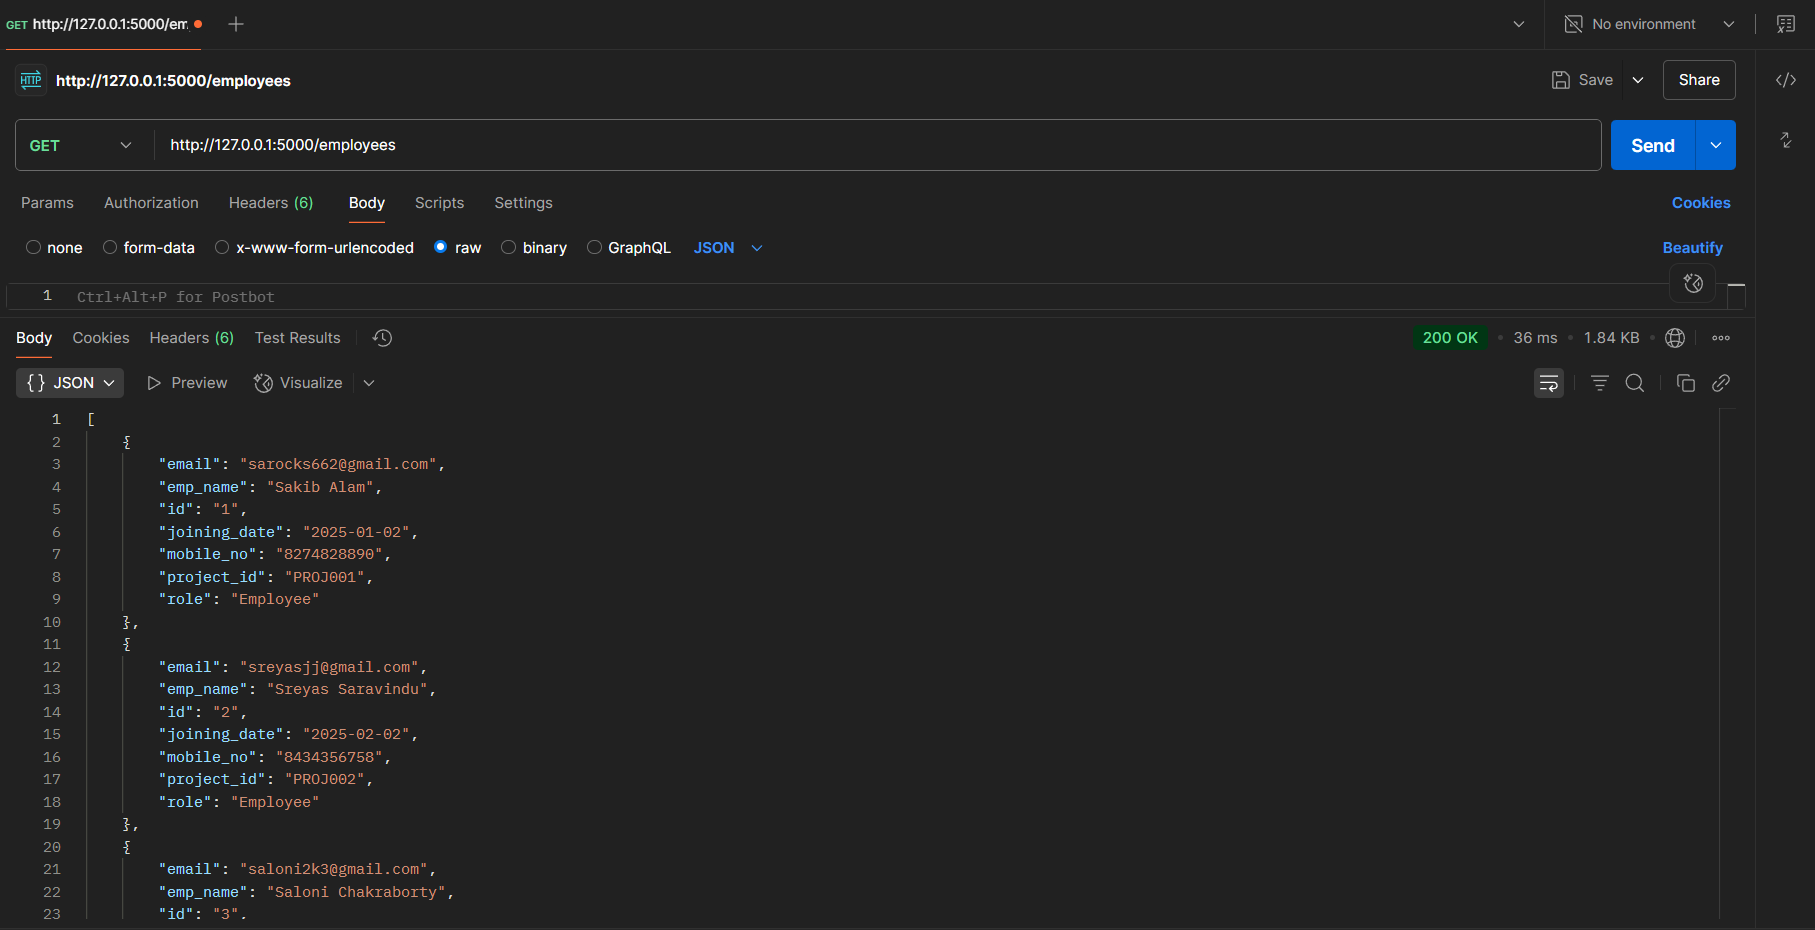 GET http://127.0.0.1:5000/em
No environment
HTTP http://127.0.0.1:5000/employees
Save
Share
GET http://127.0.0.1:5000/employees
Send
Params Authorization Headers (6) Body Scripts Settings
Cookies
none form-data x-www-form-urlencoded raw binary GraphQL JSON
Beautify
1 Ctrl+Alt+P for Postbot
Body Cookies Headers (6) Test Results
200 OK • 36 ms • 1.84 KB •
{} JSON Preview Visualize
1 [
2 {
3 "email": "sarocks662@gmail.com",
4 "emp_name": "Sakib Alam",
5 "id": "1",
6 "joining_date": "2025-01-02",
7 "mobile_no": "8274828890",
8 "project_id": "PROJ001",
9 "role": "Employee"
10 },
11 {
12 "email": "sreyasjj@gmail.com",
13 "emp_name": "Sreyas Saravindu",
14 "id": "2",
15 "joining_date": "2025-02-02",
16 "mobile_no": "8434356758",
17 "project_id": "PROJ002",
18 "role": "Employee"
19 },
20 {
21 "email": "saloni2k3@gmail.com",
22 "emp_name": "Saloni Chakraborty",
23 "id": "3",